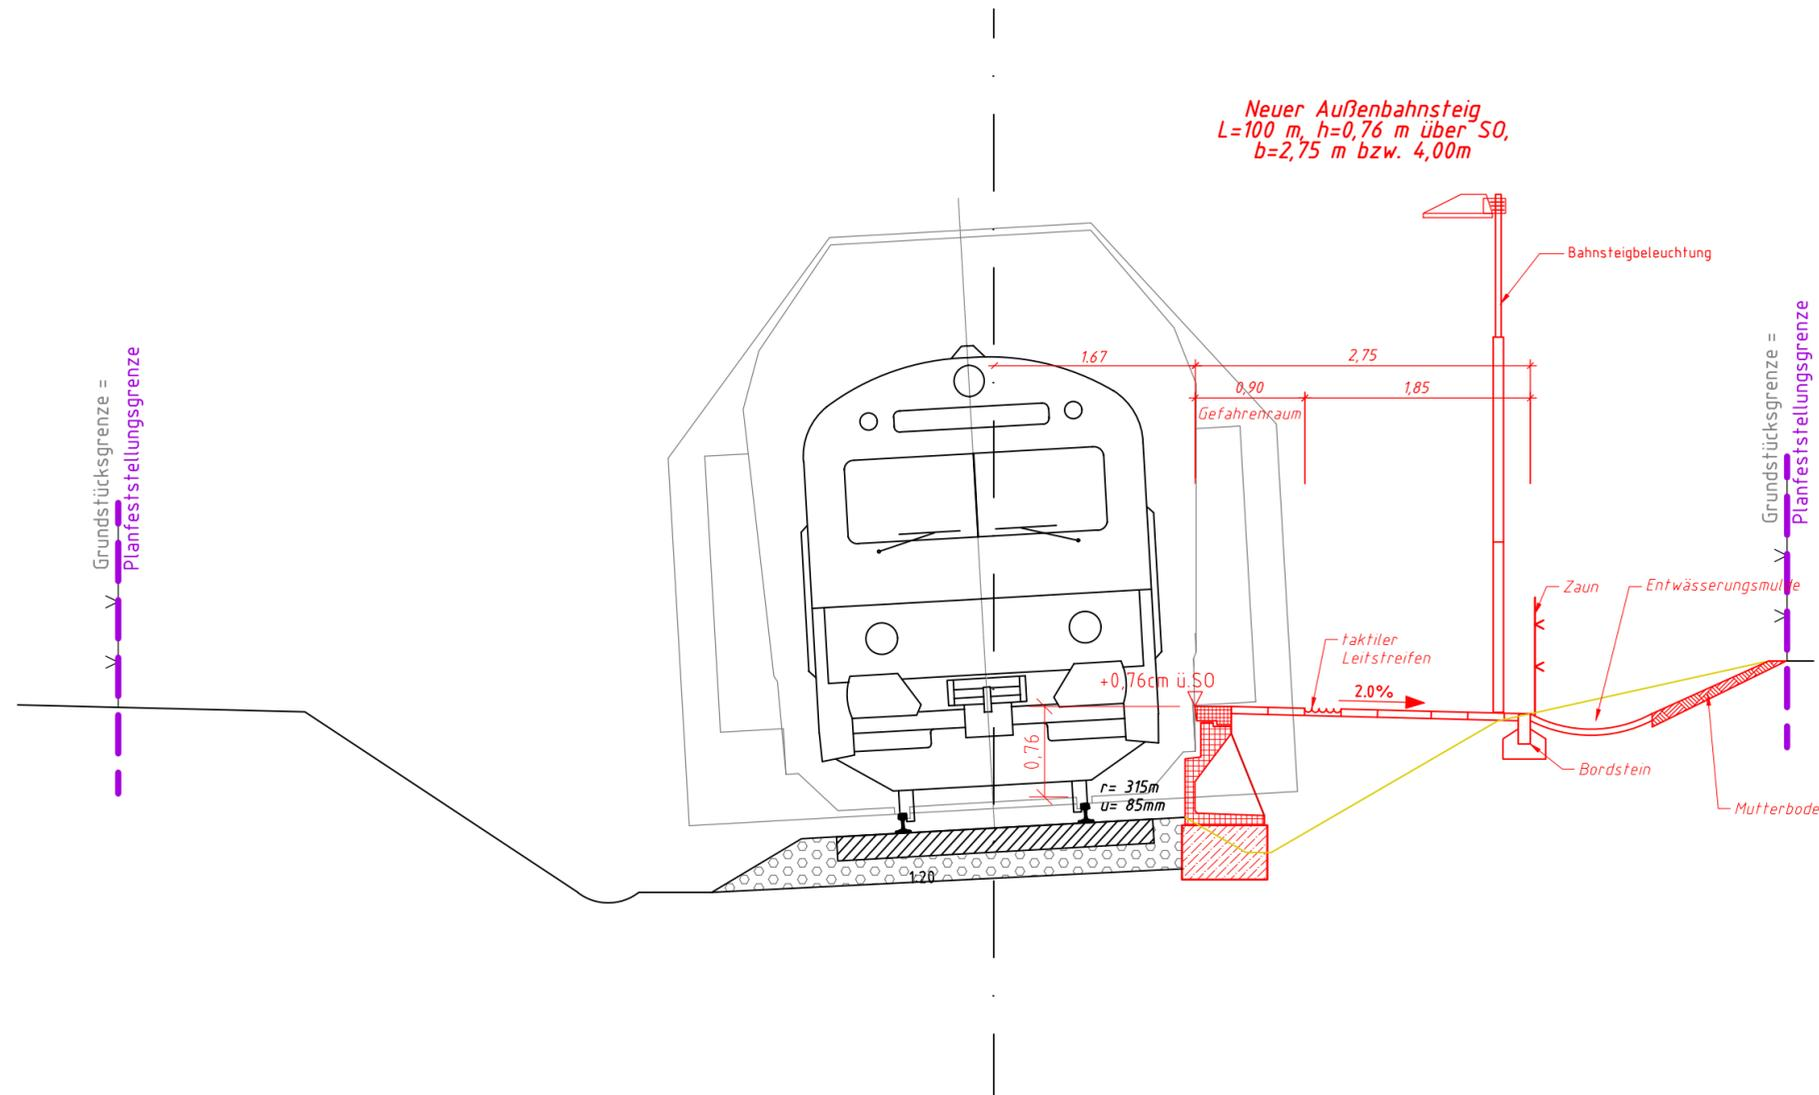 Neuer Außenbahnsteig
L=100 m, h=0,76 m über SO,
b=2,75 m bzw. 4,00m
Bahnsteigbeleuchtung
Grundstücksgrenze =
Planfeststellungsgrenze
Grundstücksgrenze =
Planfeststellungsgrenze
1.67
2,75
0,90
1,85
Gefahrenraum
Zaun
Entwässerungsmulde
taktiler
Leitstreifen
+0,76cm ü.SO
2.0%
0,76
r= 315m
u= 85mm
Bordstein
Mutterbode
1:20